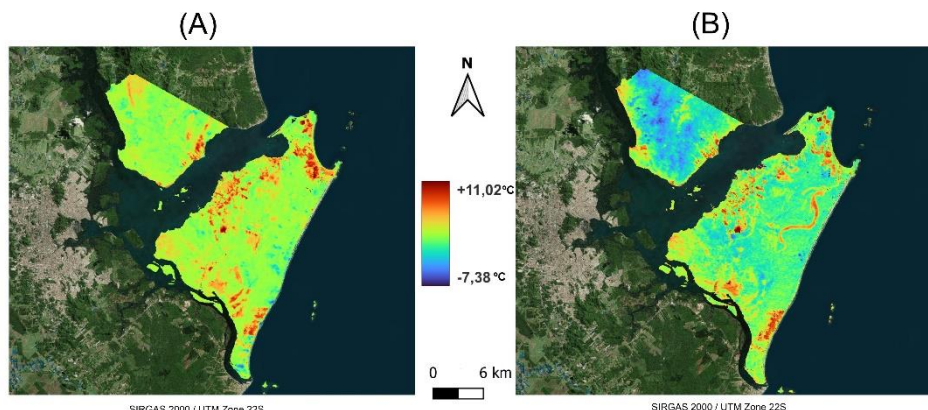 (A)
(B)
N
+11,02°C
-7,38 °C
0 6 km
SIRGAS 2000 / UTM Zone 22S
SIRGAS 2000 / UTM Zone 22S